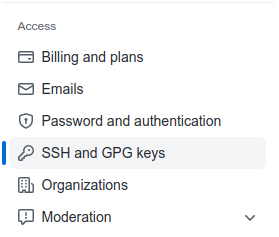 Access
Billing and plans
Emails
Password and authentication
SSH and GPG keys
Organizations
Moderation